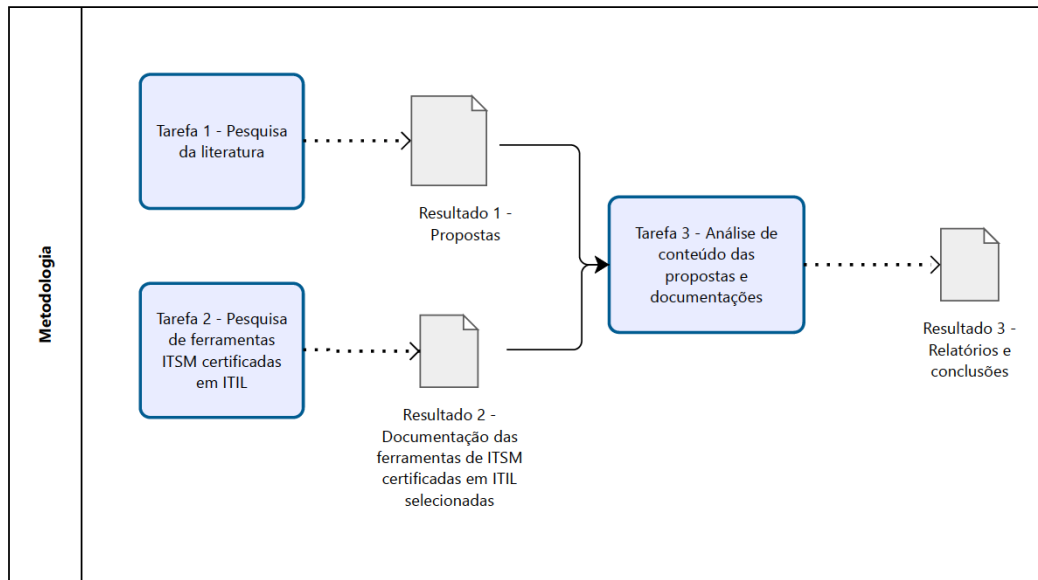 Metodologia
Tarefa 1 - Pesquisa
da literatura
Resultado 1 -
Propostas
Tarefa 2 - Pesquisa
de ferramentas
ITSM certificadas
em ITIL
Resultado 2 -
Documentação das
ferramentas de ITSM
certificadas em ITIL
selecionadas
Tarefa 3 - Análise de
conteúdo das
propostas e
documentações
Resultado 3 -
Relatórios e
conclusões